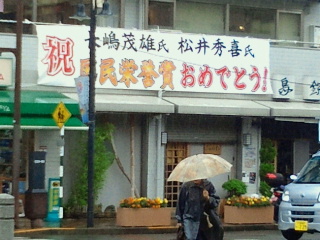 祝
長嶋茂雄氏 松井秀喜氏
国民栄誉賞おめでとう!